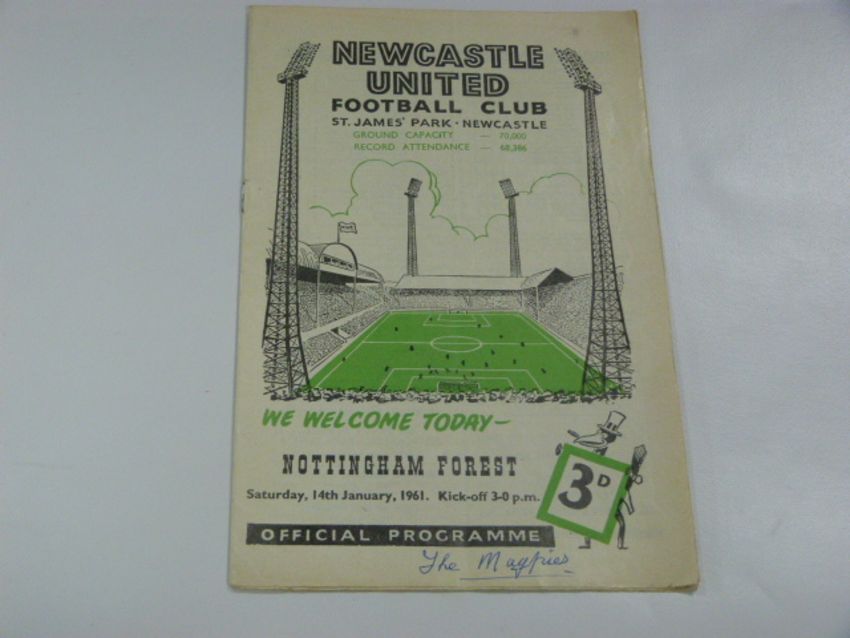 NEWCASTLE
UNITED
FOOTBALL CLUB
ST. JAMES' PARK · NEWCASTLE
GROUND CAPACITY — 70,000
RECORD ATTENDANCE — 68,386
WE WELCOME TODAY—
NOTTINGHAM FOREST
Saturday, 14th January, 1961. Kick-off 3-0 p.m.
3D
OFFICIAL PROGRAMME
The Magpies